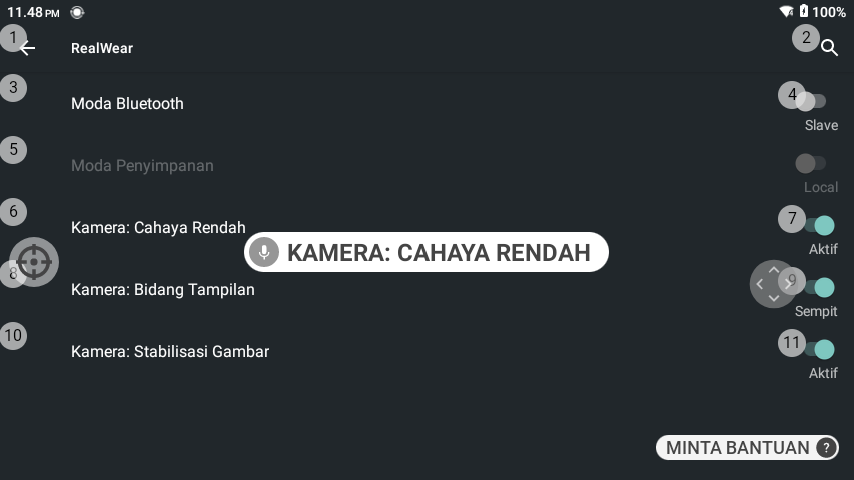 11.48 PM 100%
1 RealWear 2
3 Moda Bluetooth 4
Slave
5 Moda Penyimpanan
Local
6 Kamera: Cahaya Rendah 7
Aktif
KAMERA: CAHAYA RENDAH
8 Kamera: Bidang Tampilan 9
Sempit
10 Kamera: Stabilisasi Gambar 11
Aktif
MINTA BANTUAN ?